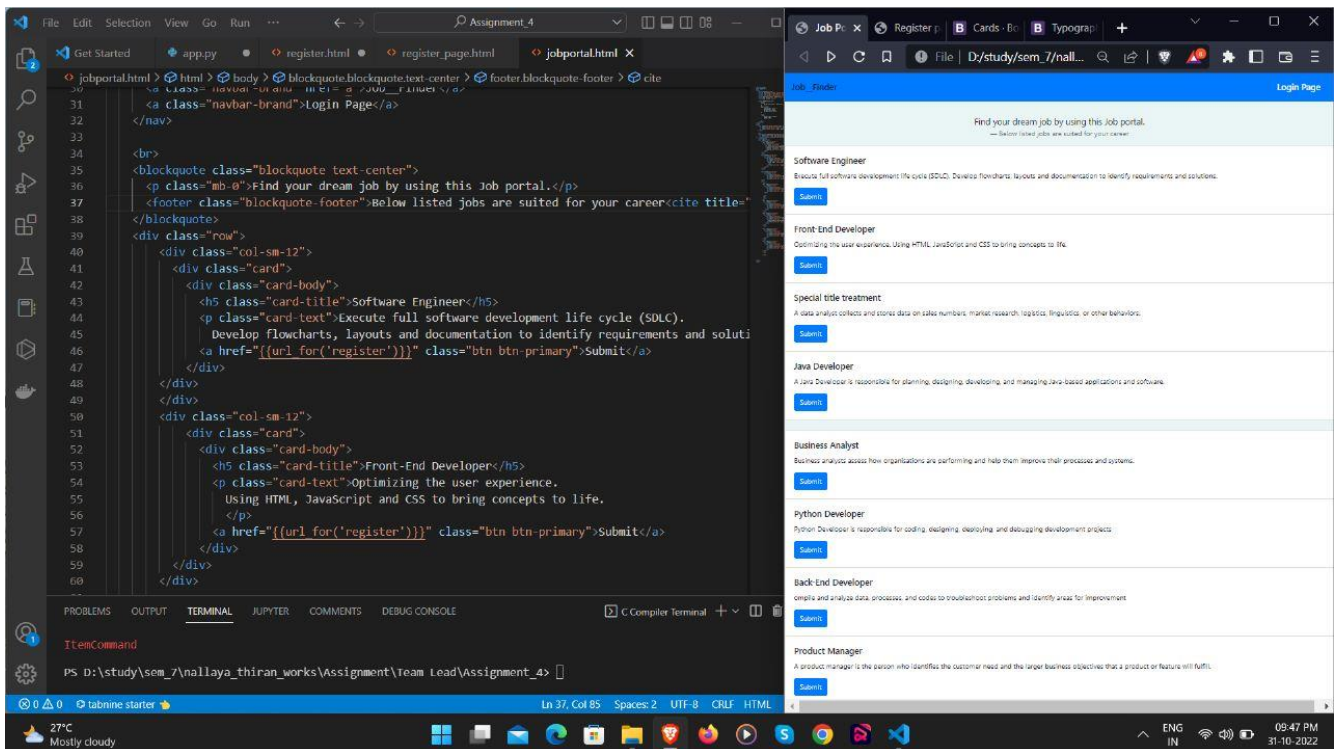 File Edit Selection View Go Run ··· Assignment_4
Get Started app.py register.html register_page.html jobportal.html
jobportal.html > html > body > blockquote.blockquote.text-center > footer.blockquote-footer > cite
31 <a class="navbar-brand">Login Page</a>
32 </nav>
33
34 <br>
35 <blockquote class="blockquote text-center">
36 <p class="mb-0">Find your dream job by using this Job portal.</p>
37 <footer class="blockquote-footer">Below listed jobs are suited for your career<cite title="
38 </blockquote>
39 <div class="row">
40 <div class="col-sm-12">
41 <div class="card">
42 <div class="card-body">
43 <h5 class="card-title">Software Engineer</h5>
44 <p class="card-text">Execute full software development life cycle (SDLC).
45 Develop flowcharts, layouts and documentation to identify requirements and soluti
46 <a href="{{url_for('register')}}" class="btn btn-primary">Submit</a>
47 </div>
48 </div>
49 </div>
50 <div class="col-sm-12">
51 <div class="card">
52 <div class="card-body">
53 <h5 class="card-title">Front-End Developer</h5>
54 <p class="card-text">Optimizing the user experience.
55 Using HTML, JavaScript and CSS to bring concepts to life.
56 </p>
57 <a href="{{url_for('register')}}" class="btn btn-primary">Submit</a>
58 </div>
59 </div>
60 </div>
PROBLEMS OUTPUT TERMINAL JUPYTER COMMENTS DEBUG CONSOLE C Compiler Terminal
ItemCommand
PS D:\study\sem_7\nallaya_thiran_works\Assignment\Team Lead\Assignment_4>
0 0 tabnine starter Ln 37, Col 85 Spaces: 2 UTF-8 CRLF HTML
Job Po Register p Cards · Bo Typograp
File D:/study/sem_7/nall...
Job_Finder Login Page
Find your dream job by using this Job portal.
— Below listed jobs are suited for your career
Software Engineer
Execute full software development life cycle (SDLC). Develop flowcharts, layouts and documentation to identify requirements and solutions.
Submit
Front-End Developer
Optimizing the user experience. Using HTML, JavaScript and CSS to bring concepts to life.
Submit
Special title treatment
A data analyst collects and stores data on sales numbers, market research, logistics, linguistics, or other behaviors.
Submit
Java Developer
A Java Developer is responsible for planning, designing, developing, and managing Java-based applications and software.
Submit
Business Analyst
Business analysts assess how organisations are performing and help them improve their processes and systems.
Submit
Python Developer
Python Developer is responsible for coding, designing, deploying, and debugging development projects
Submit
Back-End Developer
ompile and analyze data, processes, and codes to troubleshoot problems and identify areas for improvement
Submit
Product Manager
A product manager is the person who identifies the customer need and the larger business objectives that a product or feature will fulfill.
Submit
27°C
Mostly cloudy
ENG
IN
09:47 PM
31-10-2022